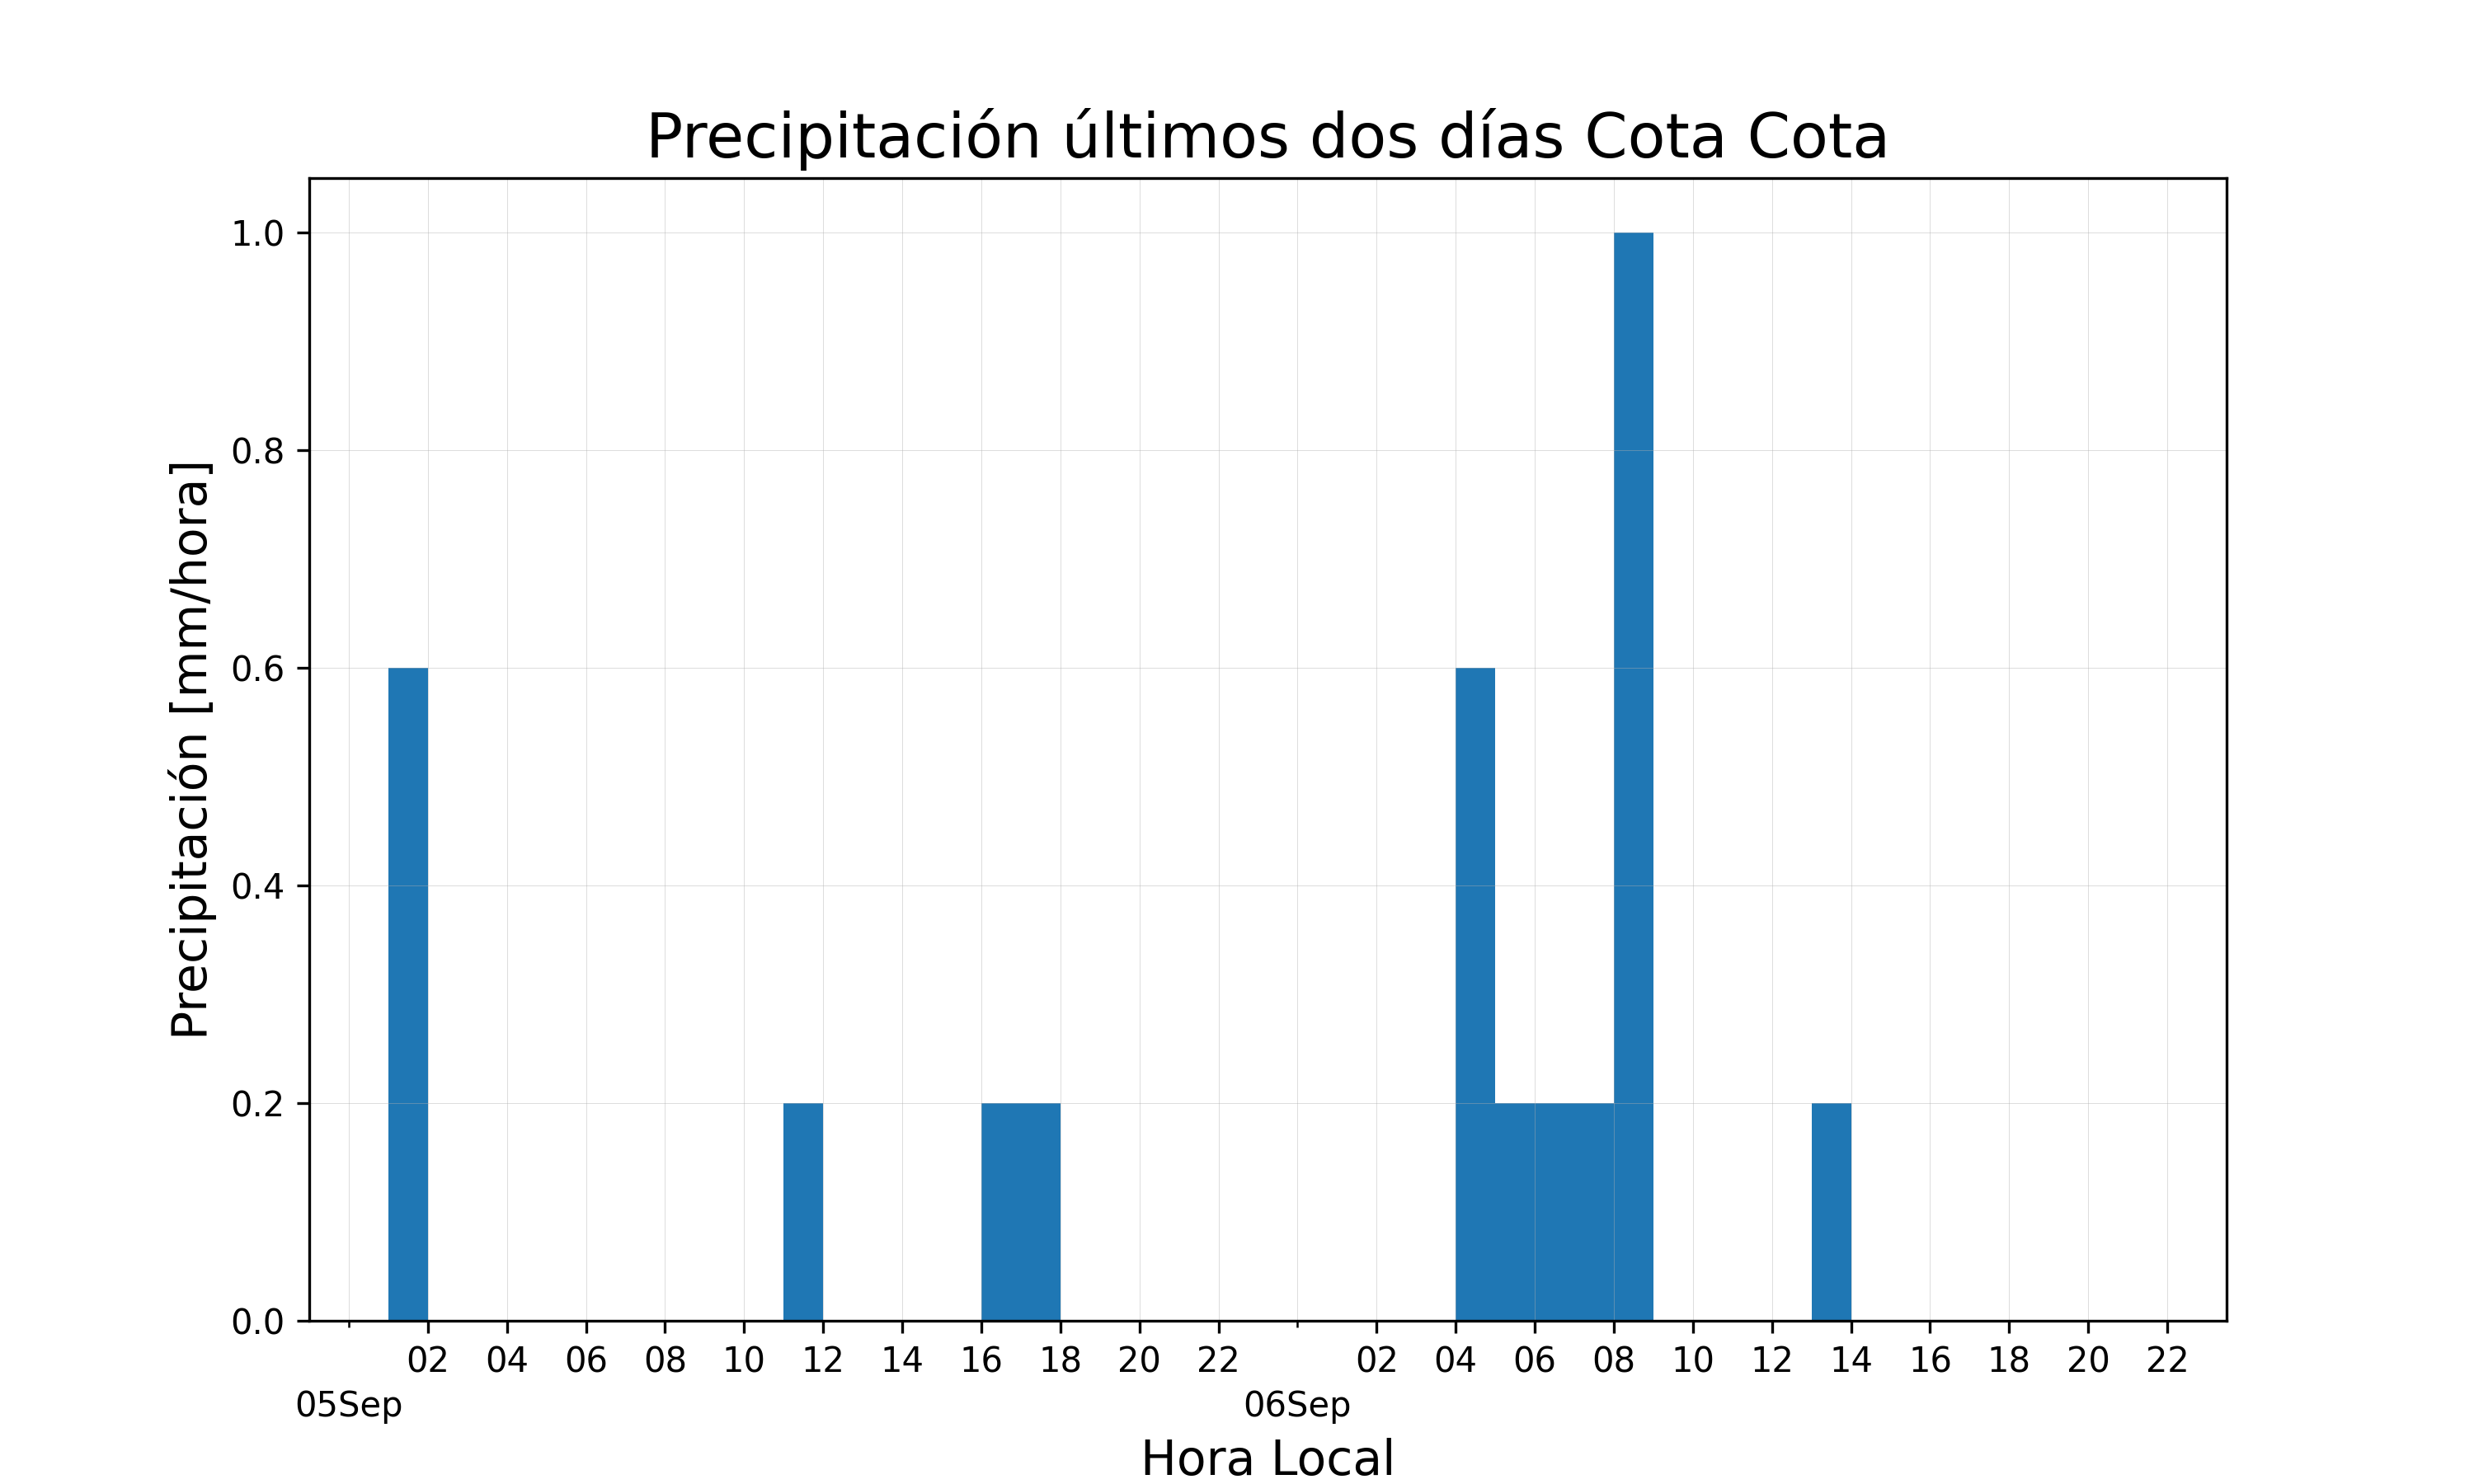 Precipitación últimos dos días Cota Cota
Precipitación [mm/hora]
1.0
0.8
0.6
0.4
0.2
0.0
02 04 06 08 10 12 14 16 18 20 22 02 04 06 08 10 12 14 16 18 20 22
05Sep 06Sep
Hora Local